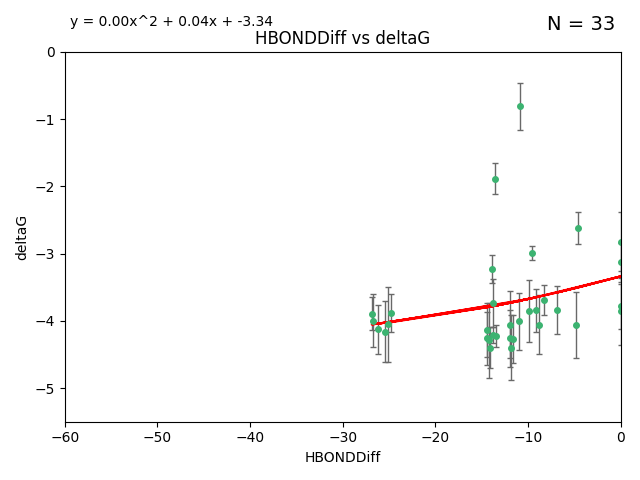 y = 0.00x^2 + 0.04x + -3.34
N = 33
HBONDDiff vs deltaG
0
−1
−2
−3
−4
−5
deltaG
−60 −50 −40 −30 −20 −10 0
HBONDDiff